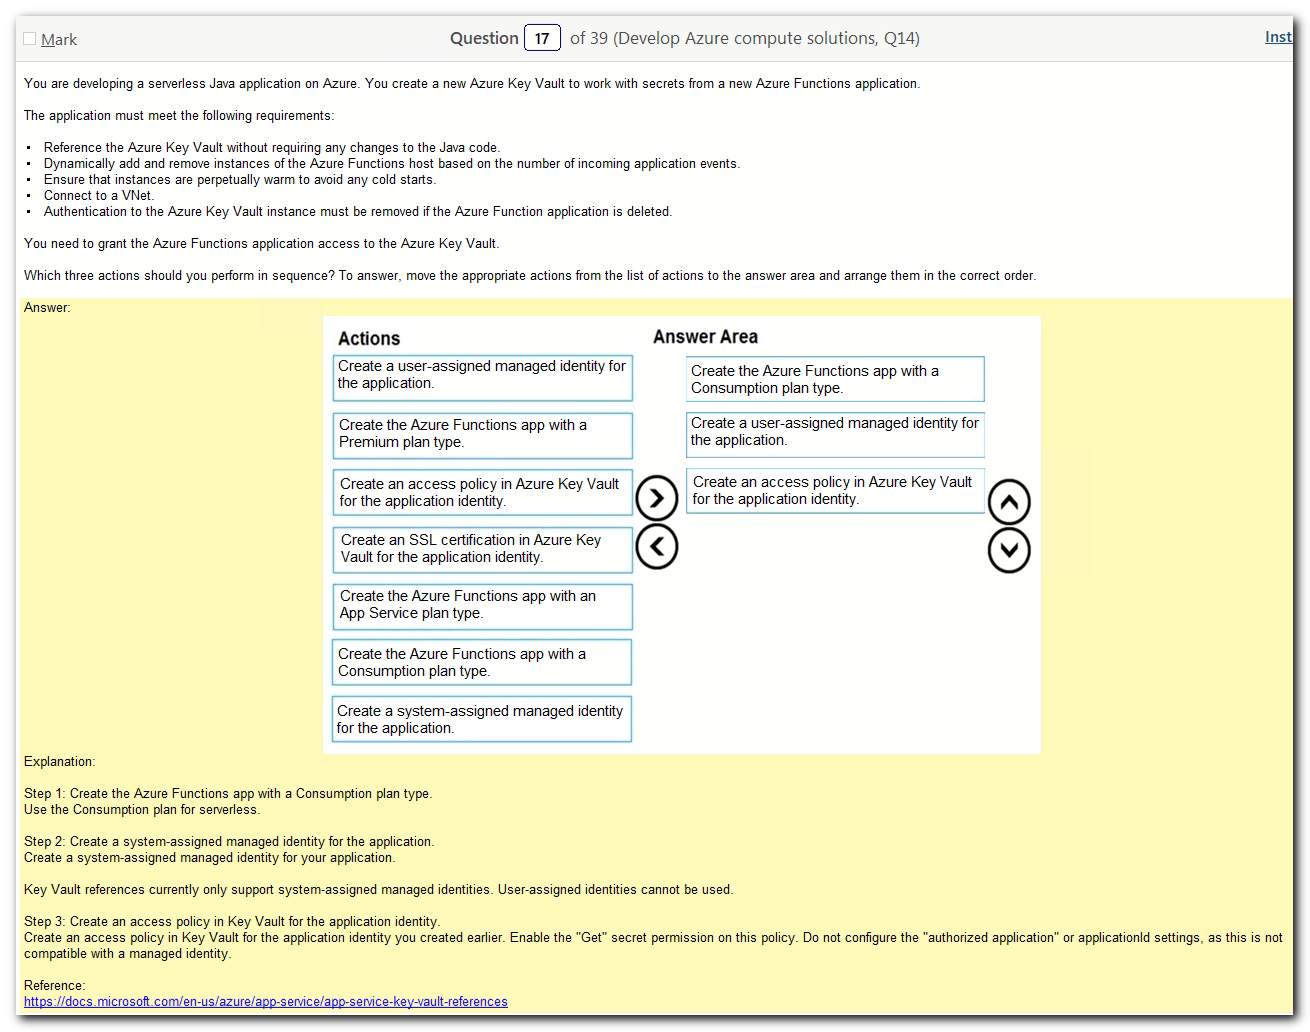 Mark
Question 17 of 39 (Develop Azure compute solutions, Q14)
Inst
You are developing a serverless Java application on Azure. You create a new Azure Key Vault to work with secrets from a new Azure Functions application.
The application must meet the following requirements:
▪ Reference the Azure Key Vault without requiring any changes to the Java code.
▪ Dynamically add and remove instances of the Azure Functions host based on the number of incoming application events.
▪ Ensure that instances are perpetually warm to avoid any cold starts.
▪ Connect to a VNet.
▪ Authentication to the Azure Key Vault instance must be removed if the Azure Function application is deleted.
You need to grant the Azure Functions application access to the Azure Key Vault.
Which three actions should you perform in sequence? To answer, move the appropriate actions from the list of actions to the answer area and arrange them in the correct order.
Answer:
Actions
Create a user-assigned managed identity for
the application.
Create the Azure Functions app with a
Premium plan type.
Create an access policy in Azure Key Vault
for the application identity.
Create an SSL certification in Azure Key
Vault for the application identity.
Create the Azure Functions app with an
App Service plan type.
Create the Azure Functions app with a
Consumption plan type.
Create a system-assigned managed identity
for the application.
Answer Area
Create the Azure Functions app with a
Consumption plan type.
Create a user-assigned managed identity for
the application.
Create an access policy in Azure Key Vault
for the application identity.
Explanation:
Step 1: Create the Azure Functions app with a Consumption plan type.
Use the Consumption plan for serverless.
Step 2: Create a system-assigned managed identity for the application.
Create a system-assigned managed identity for your application.
Key Vault references currently only support system-assigned managed identities. User-assigned identities cannot be used.
Step 3: Create an access policy in Key Vault for the application identity.
Create an access policy in Key Vault for the application identity you created earlier. Enable the "Get" secret permission on this policy. Do not configure the "authorized application" or applicationId settings, as this is not
compatible with a managed identity.
Reference:
https://docs.microsoft.com/en-us/azure/app-service/app-service-key-vault-references